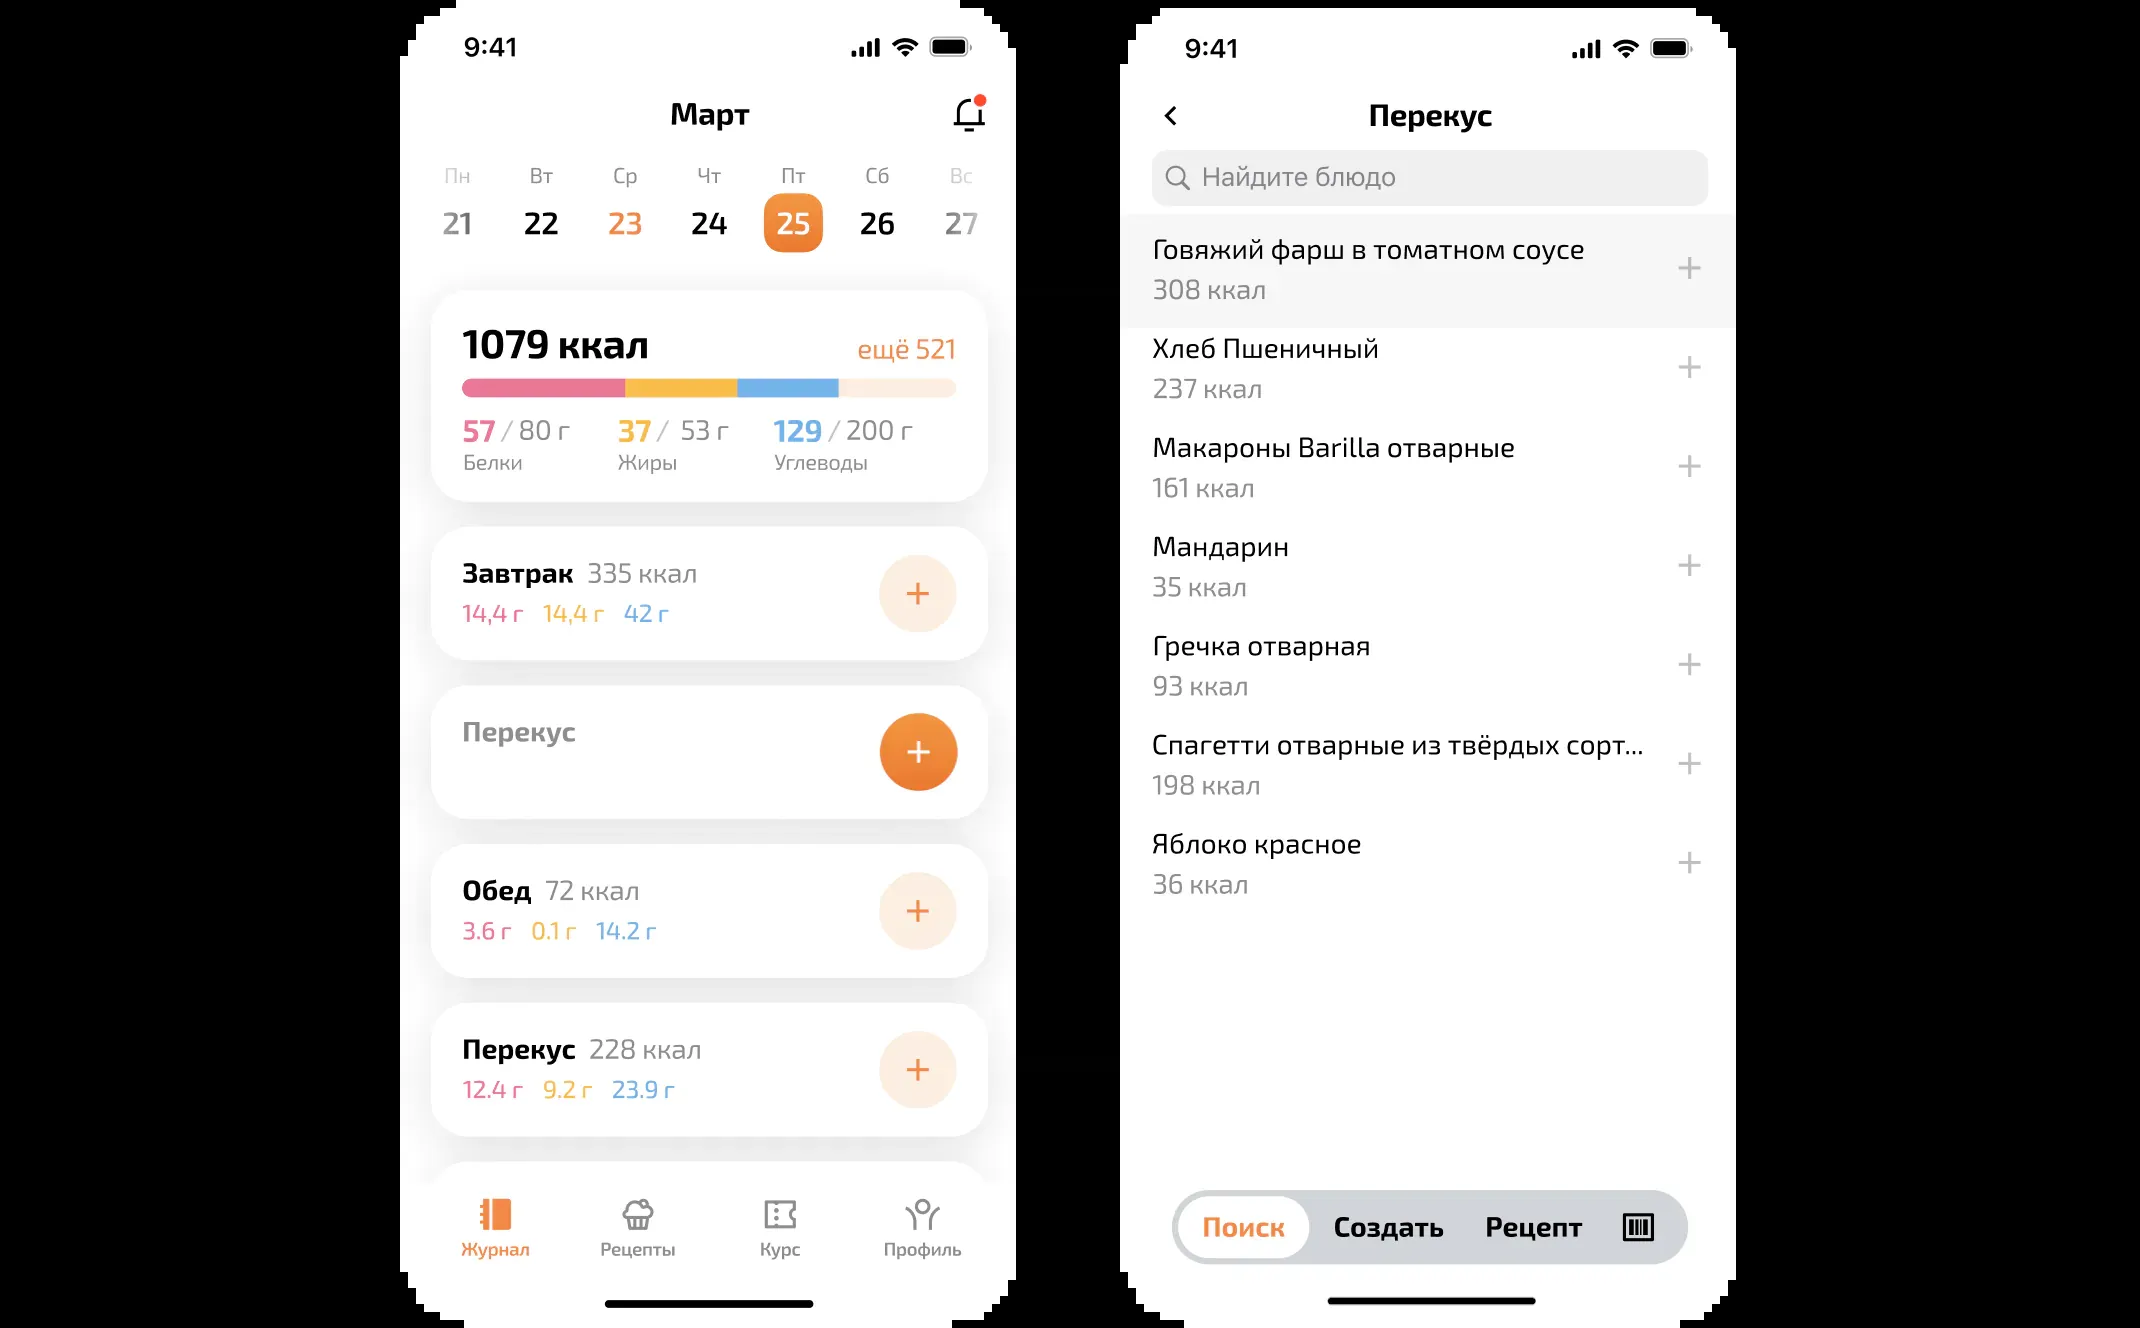 9:41
Март
Пн Вт Ср Чт Пт Сб Вс
21 22 23 24 25 26 27
1079 ккал ещё 521
57 / 80 г 37 / 53 г 129 / 200 г
Белки Жиры Углеводы
Завтрак 335 ккал
14,4 г 14,4 г 42 г
Перекус
Обед 72 ккал
3.6 г 0.1 г 14.2 г
Перекус 228 ккал
12.4 г 9.2 г 23.9 г
Журнал Рецепты Курс Профиль
9:41
Перекус
Найдите блюдо
Говяжий фарш в томатном соусе
308 ккал
Хлеб Пшеничный
237 ккал
Макароны Barilla отварные
161 ккал
Мандарин
35 ккал
Гречка отварная
93 ккал
Спагетти отварные из твёрдых сорт...
198 ккал
Яблоко красное
36 ккал
Поиск Создать Рецепт